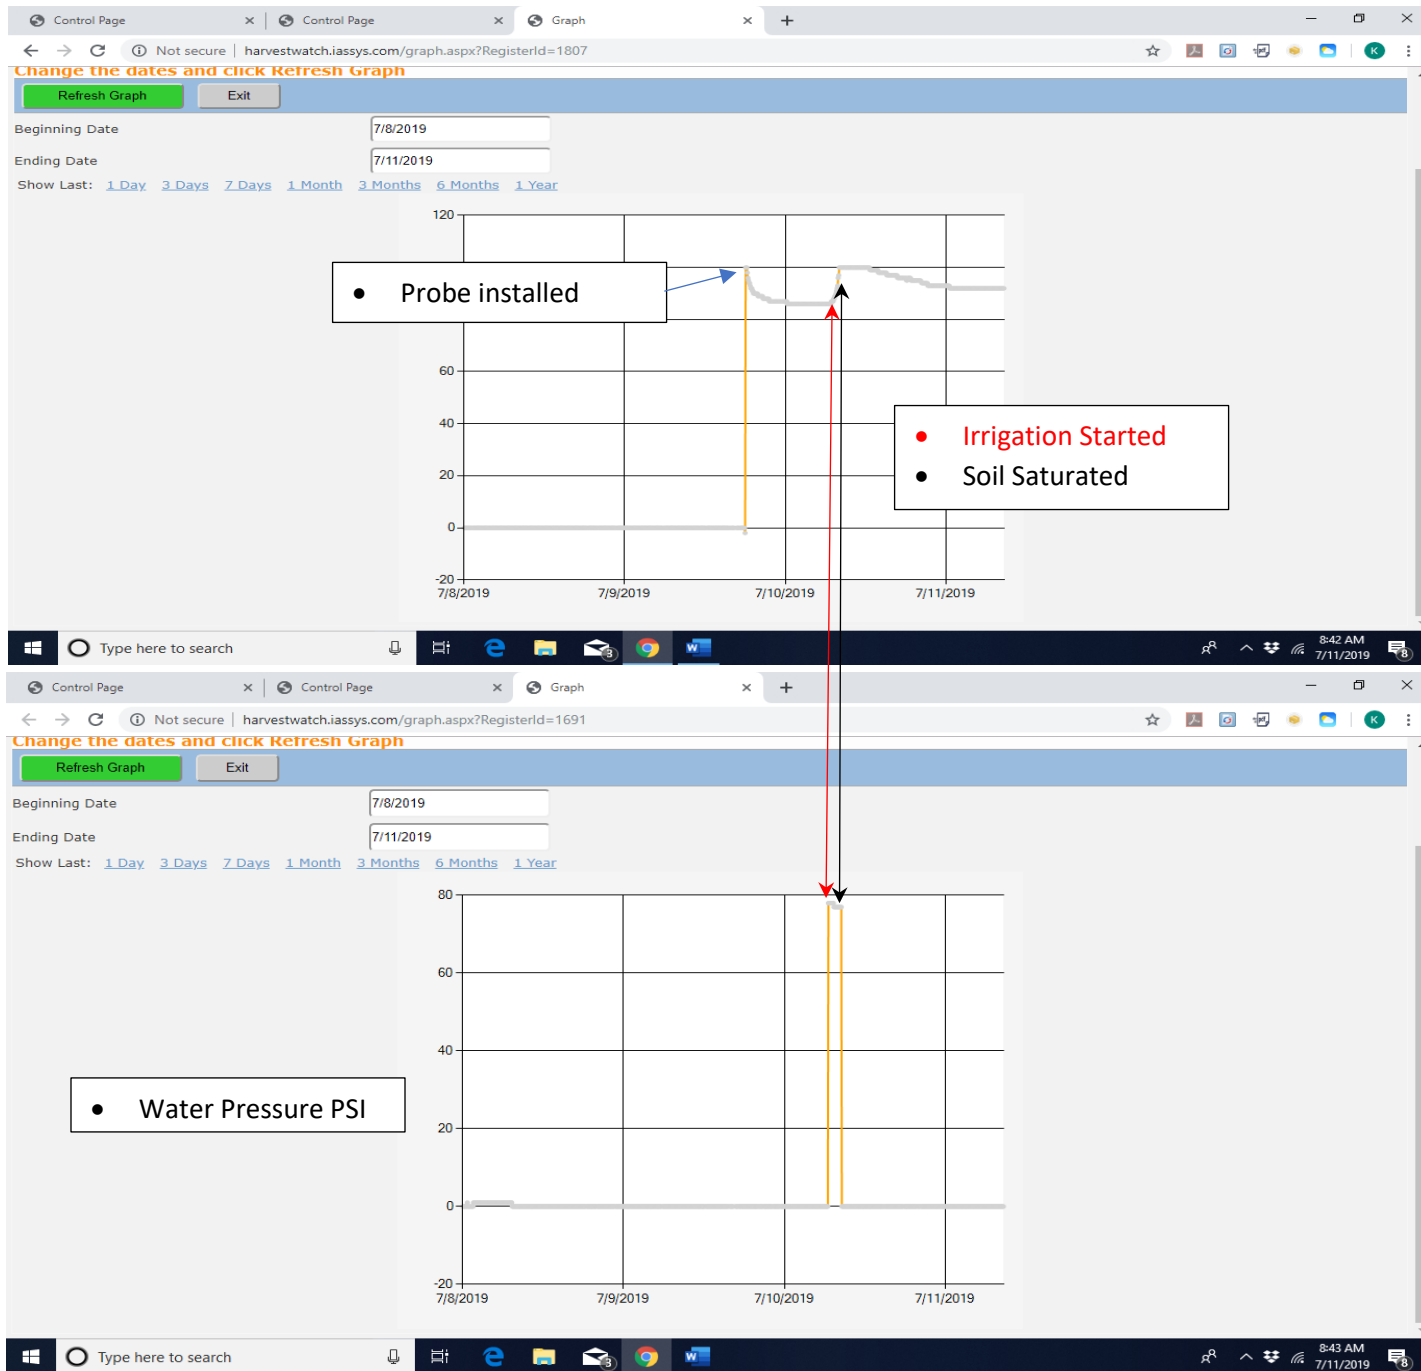 Control Page
Control Page
Graph
Not secure | harvestwatch.iassys.com/graph.aspx?RegisterId=1807
K
Change the dates and click Refresh Graph
Refresh Graph Exit
Beginning Date 7/8/2019
Ending Date 7/11/2019
Show Last: 1 Day 3 Days 7 Days 1 Month 3 Months 6 Months 1 Year
120
• Probe installed
60
40
• Irrigation Started
• Soil Saturated
20
0
-20
7/8/2019 7/9/2019 7/10/2019 7/11/2019
Type here to search
3
8:42 AM
7/11/2019
8
Control Page
Control Page
Graph
Not secure | harvestwatch.iassys.com/graph.aspx?RegisterId=1691
K
Change the dates and click Refresh Graph
Refresh Graph Exit
Beginning Date 7/8/2019
Ending Date 7/11/2019
Show Last: 1 Day 3 Days 7 Days 1 Month 3 Months 6 Months 1 Year
80
60
40
• Water Pressure PSI
20
0
-20
7/8/2019 7/9/2019 7/10/2019 7/11/2019
Type here to search
3
8:43 AM
7/11/2019
8